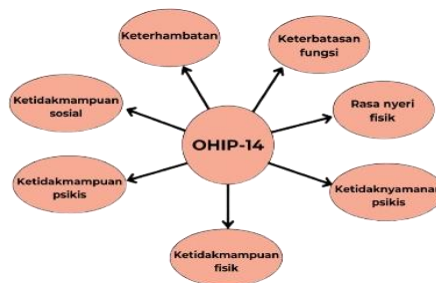 Keterhambatan
Keterbatasan
fungsi
Ketidakmampuan
sosial
Rasa nyeri
fisik
OHIP-14
Ketidakmampuan
psikis
Ketidaknyamanan
psikis
Ketidakmampuan
fisik